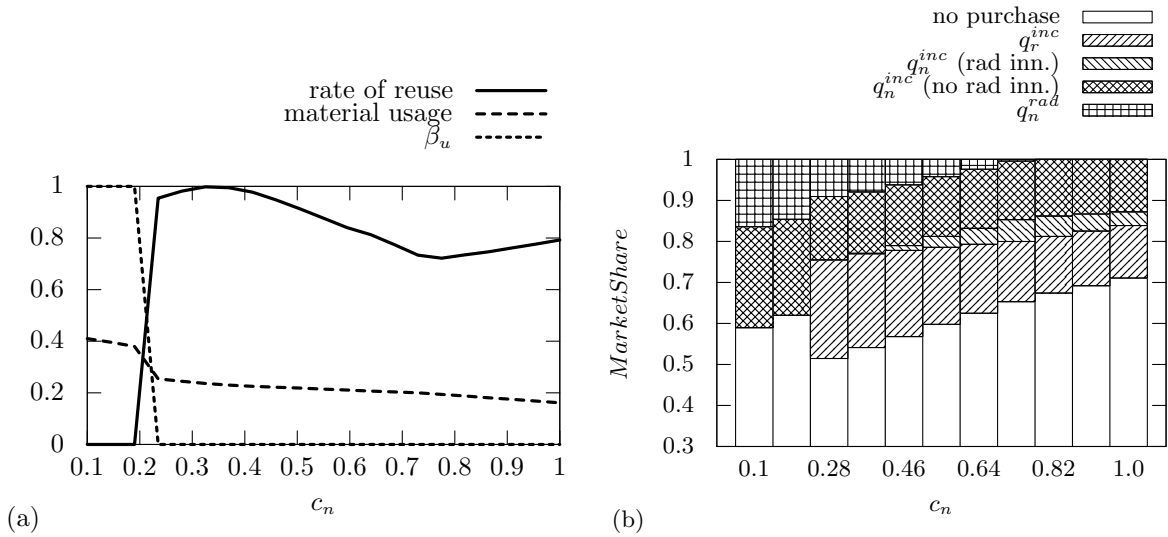 rate of reuse
material usage
β_u
1
0.8
0.6
0.4
0.2
0
0.1 0.2 0.3 0.4 0.5 0.6 0.7 0.8 0.9 1
c_n
(a)
no purchase
q_r^{inc}
q_n^{inc} (rad inn.)
q_n^{inc} (no rad inn.)
q_n^{rad}
MarketShare
1
0.9
0.8
0.7
0.6
0.5
0.4
0.3
0.1 0.28 0.46 0.64 0.82 1.0
c_n
(b)